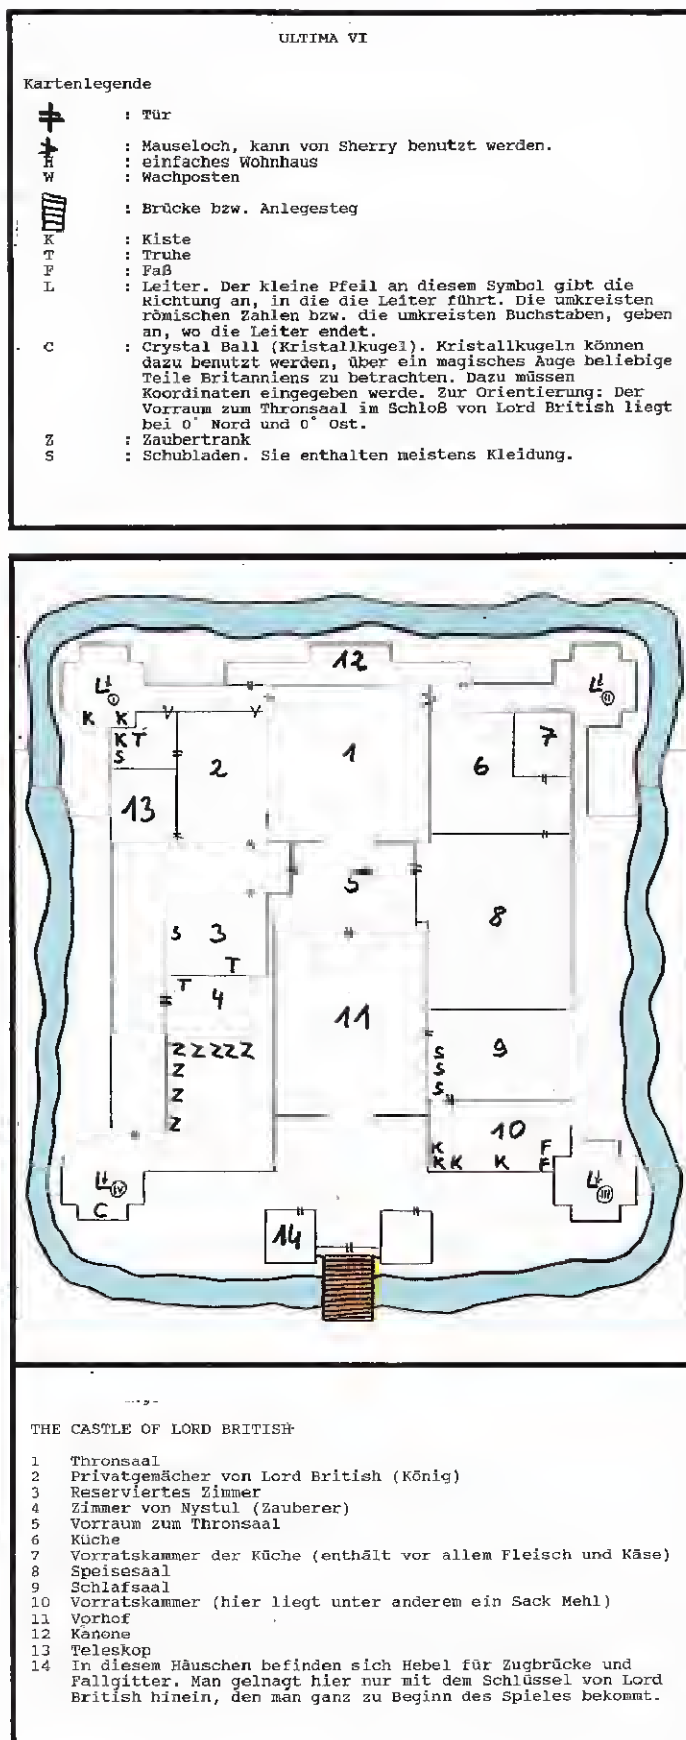 ULTIMA VI
Kartenlegende
: Tür
: Mauseloch, kann von Sherry benutzt werden.
H : einfaches Wohnhaus
W : Wachposten
: Brücke bzw. Anlegesteg
K : Kiste
T : Truhe
F : Faß
L : Leiter. Der kleine Pfeil an diesem Symbol gibt die
Richtung an, in die die Leiter führt. Die umkreisten
römischen Zahlen bzw. die umkreisten Buchstaben, geben
an, wo die Leiter endet.
C : Crystal Ball (Kristallkugel). Kristallkugeln können
dazu benutzt werden, über ein magisches Auge beliebige
Teile Britanniens zu betrachten. Dazu müssen
Koordinaten eingegeben werde. Zur Orientierung: Der
Vorraum zum Thronsaal im Schloß von Lord British liegt
bei 0° Nord und 0° Ost.
Z : Zaubertrank
S : Schubladen. Sie enthalten meistens Kleidung.
12
L I L II
K K
K T 2 1 6 7
S
13
5
S 3 8
T
T 4 11
Z Z Z Z Z 9
Z S
Z S
Z S
10
K F
K K K F
L IV L III
C
14
THE CASTLE OF LORD BRITISH
1 Thronsaal
2 Privatgemächer von Lord British (König)
3 Reserviertes Zimmer
4 Zimmer von Nystul (Zauberer)
5 Vorraum zum Thronsaal
6 Küche
7 Vorratskammer der Küche (enthält vor allem Fleisch und Käse)
8 Speisesaal
9 Schlafsaal
10 Vorratskammer (hier liegt unter anderem ein Sack Mehl)
11 Vorhof
12 Kanone
13 Teleskop
14 In diesem Häuschen befinden sich Hebel für Zugbrücke und
Fallgitter. Man gelnagt hier nur mit dem Schlüssel von Lord
British hinein, den man ganz zu Beginn des Spieles bekommt.